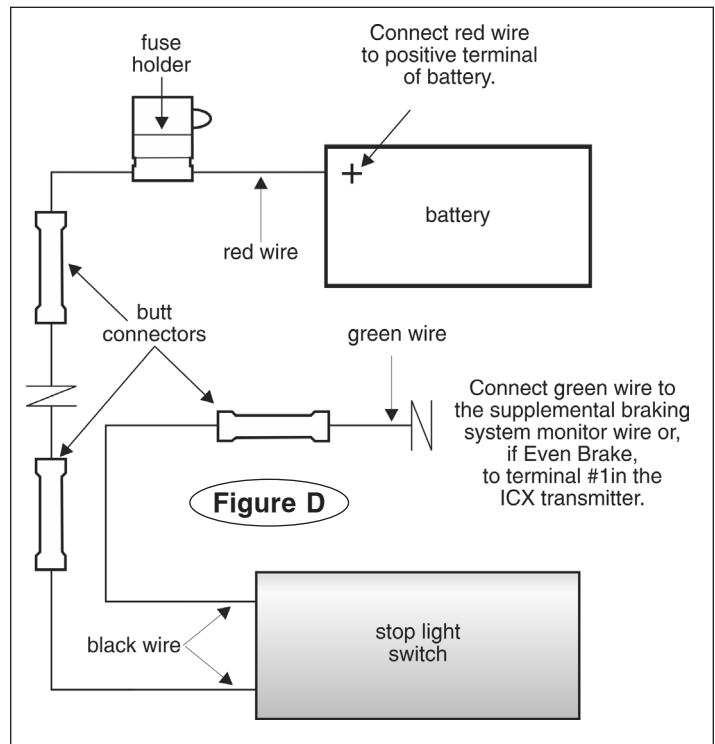 fuse
holder
Connect red wire
to positive terminal
of battery.
+
battery
red wire
butt
connectors
green wire
Connect green wire to
the supplemental braking
system monitor wire or,
if Even Brake,
to terminal #1in the
ICX transmitter.
Figure D
black wire
stop light
switch